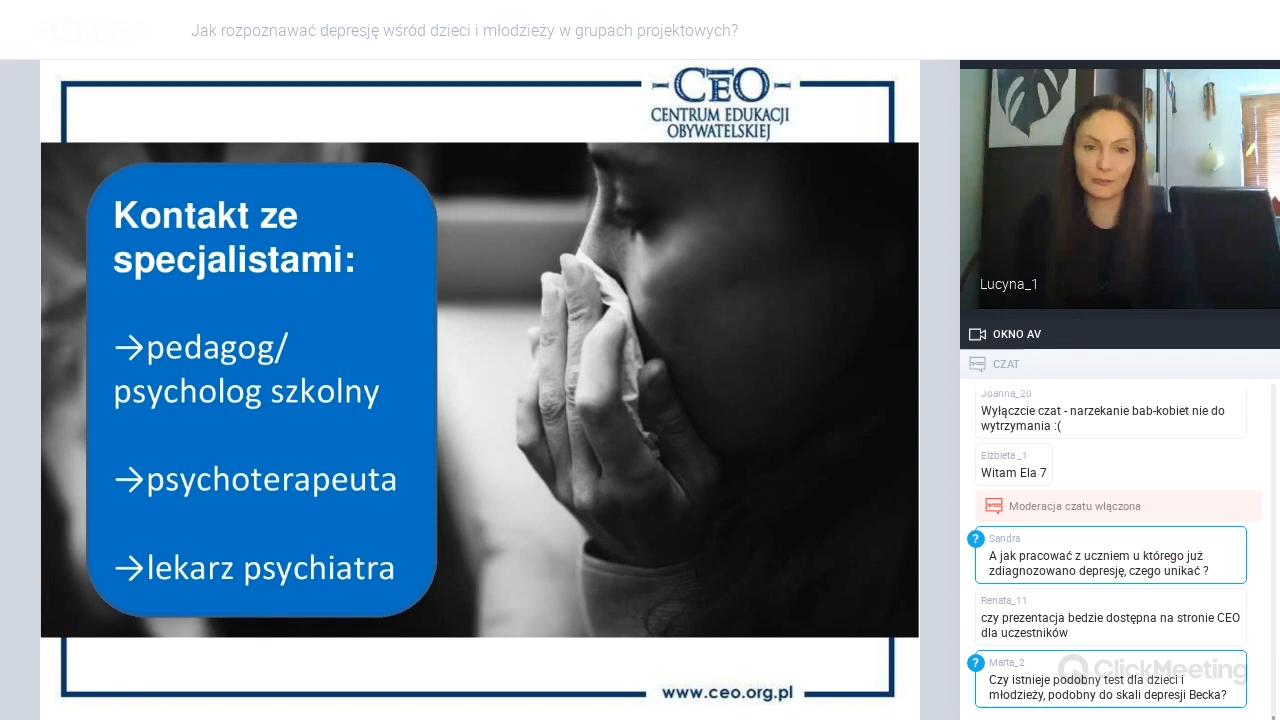 Jak rozpoznawać depresję wśród dzieci i młodzieży w grupach projektowych?
CEO
CENTRUM EDUKACJI
OBYWATELSKIEJ
Kontakt ze
specjalistami:
→pedagog/
psycholog szkolny
→psychoterapeuta
→lekarz psychiatra
www.ceo.org.pl
Lucyna_1
OKNO AV
CZAT
Joanna_20
Wyłączcie czat - narzekanie bab-kobiet nie do
wytrzymania :(
Elżbieta_1
Witam Ela 7
Moderacja czatu włączona
?
Sandra
A jak pracować z uczniem u którego już
zdiagnozowano depresję, czego unikać ?
Renata_11
czy prezentacja bedzie dostępna na stronie CEO
dla uczestników
?
Marta_2
Czy istnieje podobny test dla dzieci i
młodzieży, podobny do skali depresji Becka?
ClickMeeting